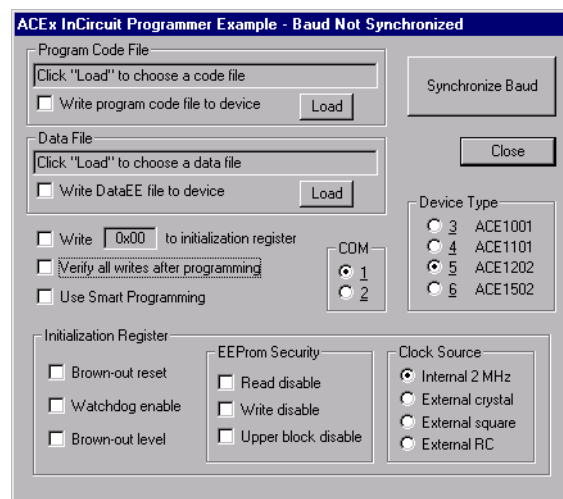 ACEx InCircuit Programmer Example - Baud Not Synchronized
Program Code File
Click "Load" to choose a code file
Write program code file to device
Load
Synchronize Baud
Data File
Click "Load" to choose a data file
Write DataEE file to device
Load
Close
Device Type
3 ACE1001
4 ACE1101
5 ACE1202
6 ACE1502
Write 0x00 to initialization register
Verify all writes after programming
Use Smart Programming
COM
1
2
Initialization Register
Brown-out reset
Watchdog enable
Brown-out level
EEProm Security
Read disable
Write disable
Upper block disable
Clock Source
Internal 2 MHz
External crystal
External square
External RC